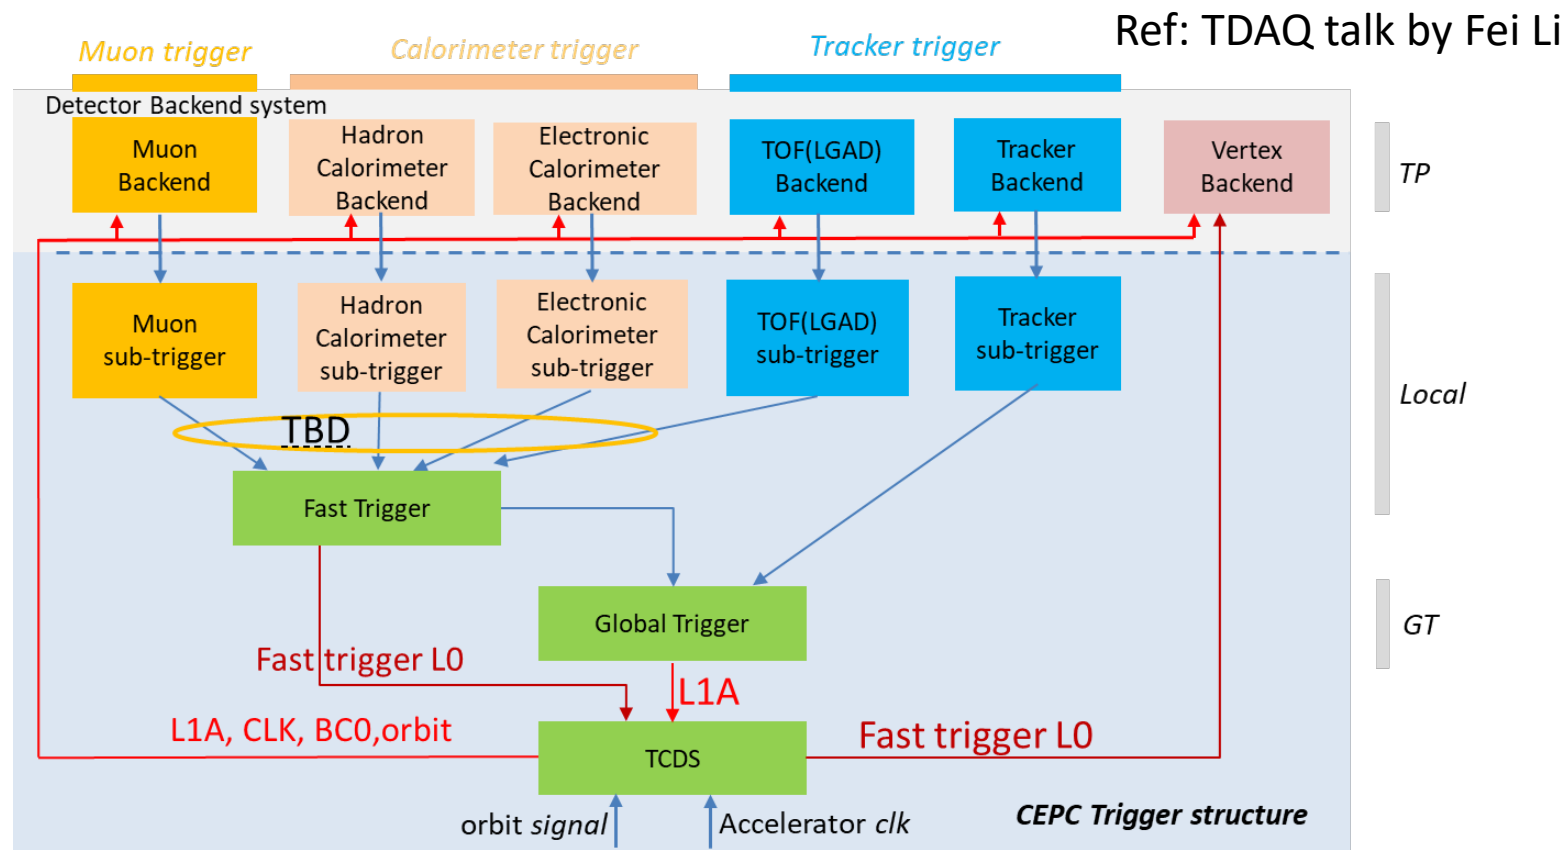 Ref: TDAQ talk by Fei Li
Muon trigger
Calorimeter trigger
Tracker trigger
Detector Backend system
Muon
Backend
Hadron
Calorimeter
Backend
Electronic
Calorimeter
Backend
TOF(LGAD)
Backend
Tracker
Backend
Vertex
Backend
TP
Muon
sub-trigger
Hadron
Calorimeter
sub-trigger
Electronic
Calorimeter
sub-trigger
TOF(LGAD)
sub-trigger
Tracker
sub-trigger
Local
TBD
Fast Trigger
Global Trigger
GT
Fast trigger L0
L1A
L1A, CLK, BC0,orbit
TCDS
Fast trigger L0
orbit signal
Accelerator clk
CEPC Trigger structure